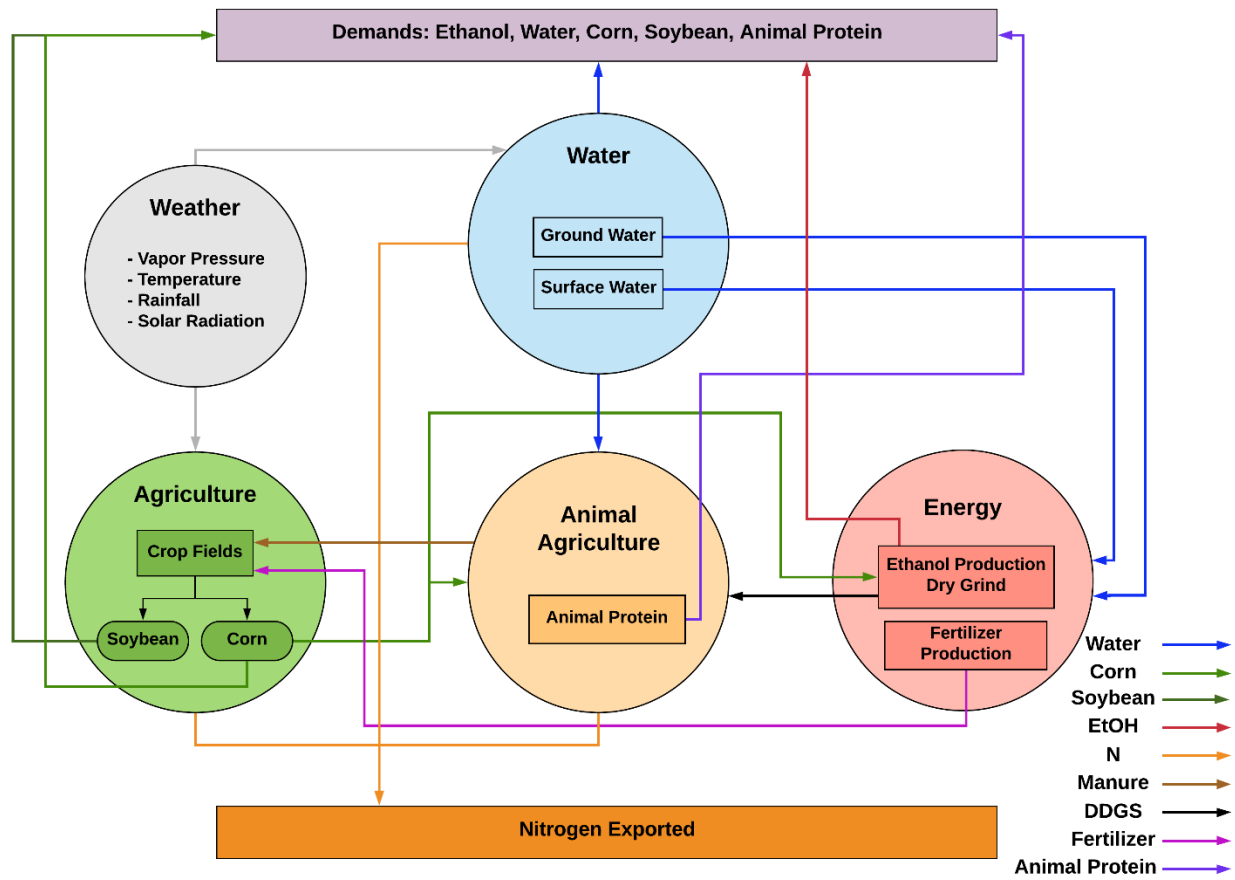 Demands: Ethanol, Water, Corn, Soybean, Animal Protein
Water
Ground Water
Surface Water
Weather
- Vapor Pressure
- Temperature
- Rainfall
- Solar Radiation
Agriculture
Crop Fields
Soybean
Corn
Animal
Agriculture
Animal Protein
Energy
Ethanol Production
Dry Grind
Fertilizer
Production
Water
Corn
Soybean
EtOH
N
Manure
DDGS
Fertilizer
Animal Protein
Nitrogen Exported